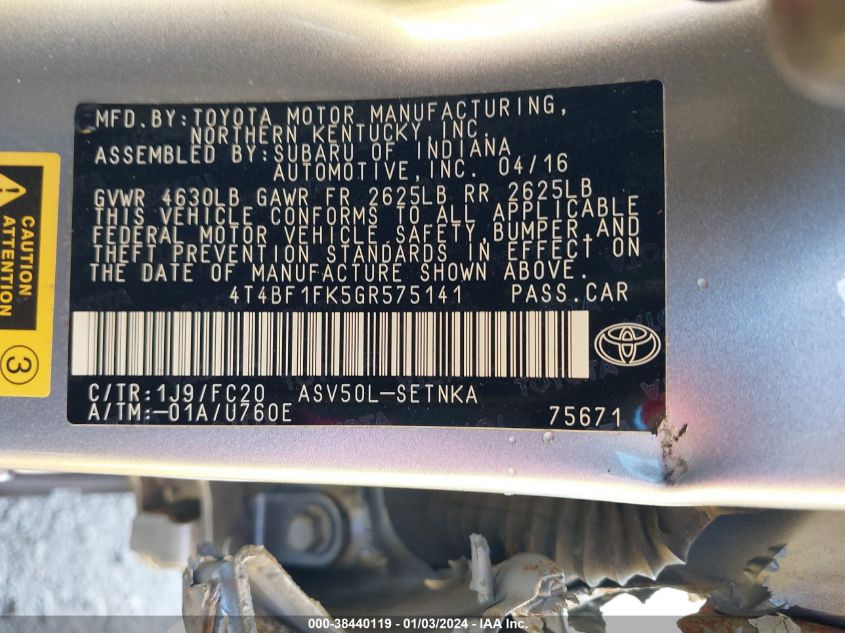 MFD.BY:TOYOTA MOTOR MANUFACTURING,
NORTHERN KENTUCKY, INC.
ASSEMBLED BY:SUBARU OF INDIANA
AUTOMOTIVE,INC. 04/16
GVWR 4630LB GAWR FR 2625LB RR 2625LB
THIS VEHICLE CONFORMS TO ALL APPLICABLE
FEDERAL MOTOR VEHICLE SAFETY,BUMPER,AND
THEFT PREVENTION STANDARDS IN EFFECT ON
THE DATE OF MANUFACTURE SHOWN ABOVE.
4T4BF1FK5GR575141 PASS.CAR
C/TR:1J9/FC20 ASV50L-SETNKA
A/TM:-01A/U760E 75671
CAUTION
ATTENTION
3
000-38440119 - 01/03/2024 - IAA Inc.